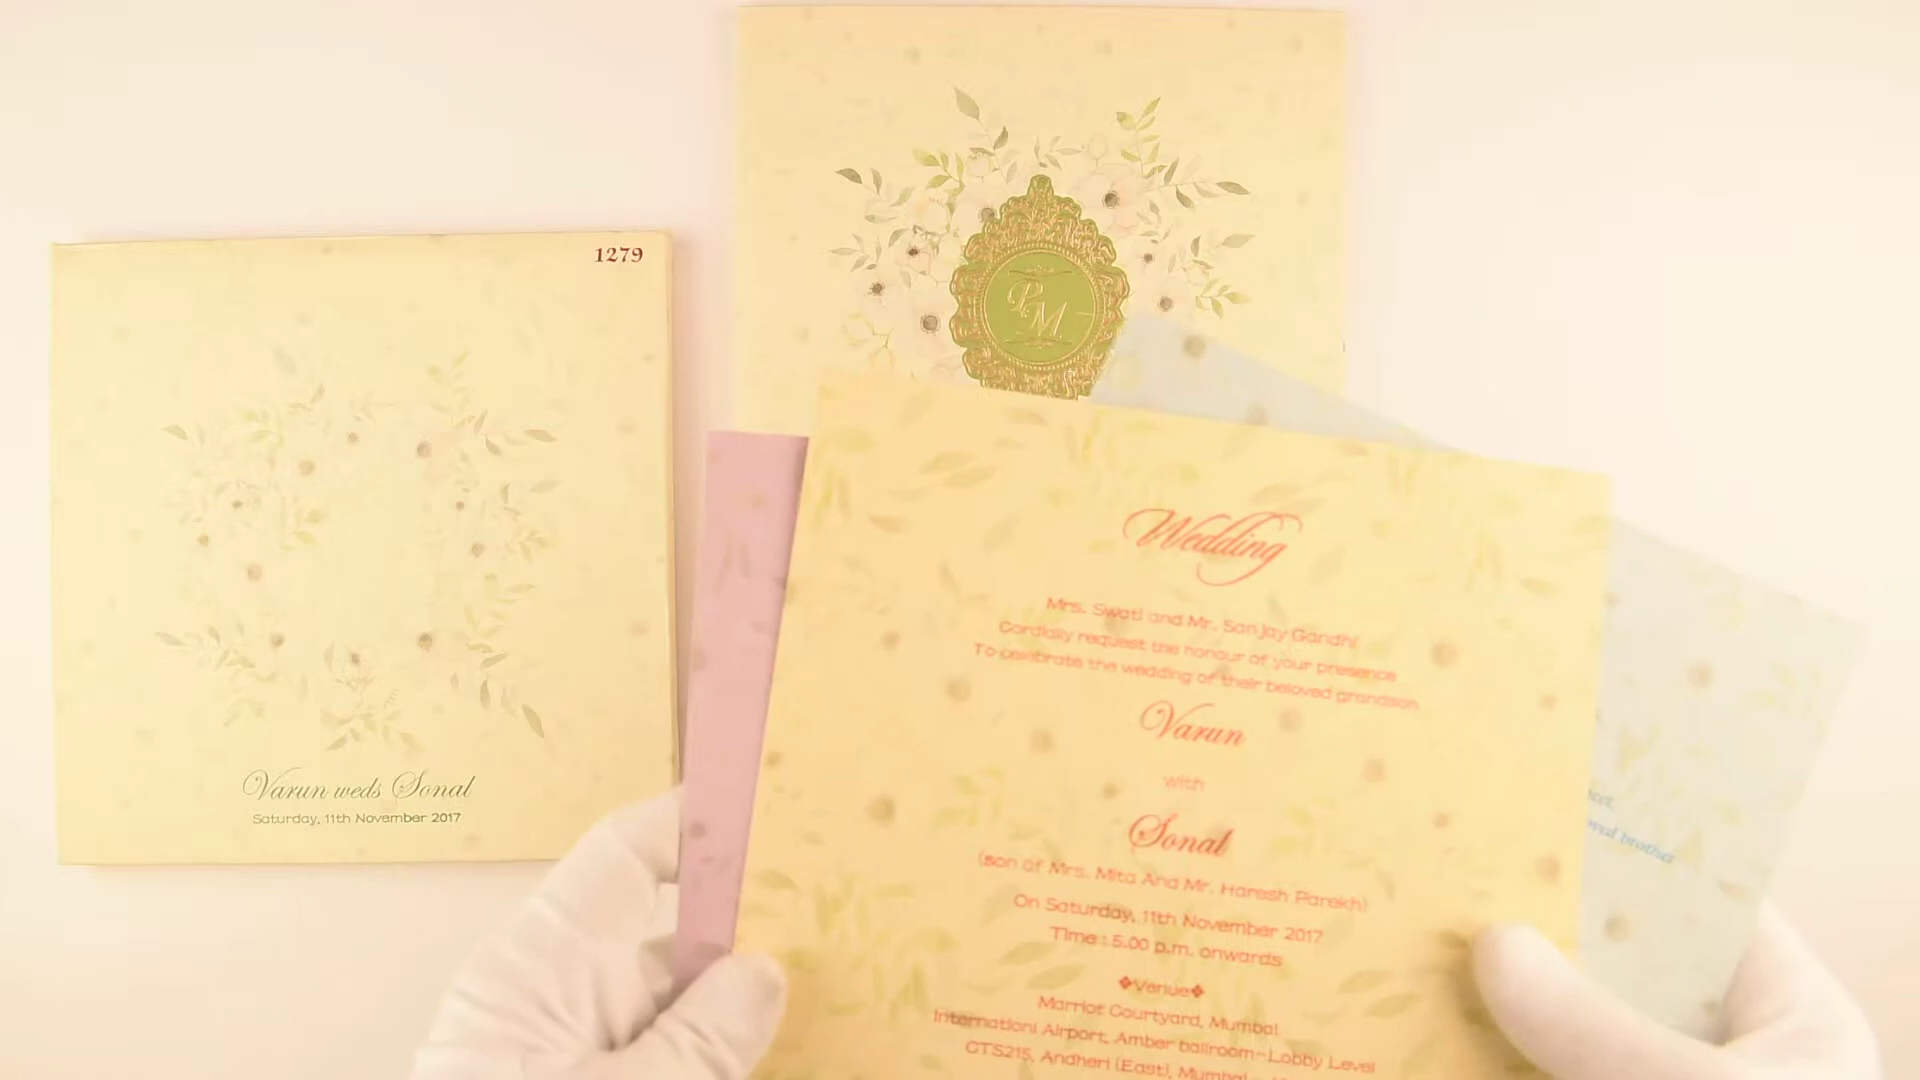 1279
Varun weds Sonal
Saturday, 11th November 2017
PM
Wedding
Mrs. Swati and Mr. Sanjay Gandhi
Cordially request the honour of your presence
To celebrate the wedding of their beloved grandson
Varun
with
Sonal
(son of Mrs. Mita And Mr. Haresh Parekh)
On Saturday, 11th November 2017
Time : 5.00 p.m. onwards
❖Venue❖
Marriot Courtyard, Mumbai
Internationl Airport, Amber ballroom-Lobby Level
CTS215, Andheri (East), Mumbai -
brother